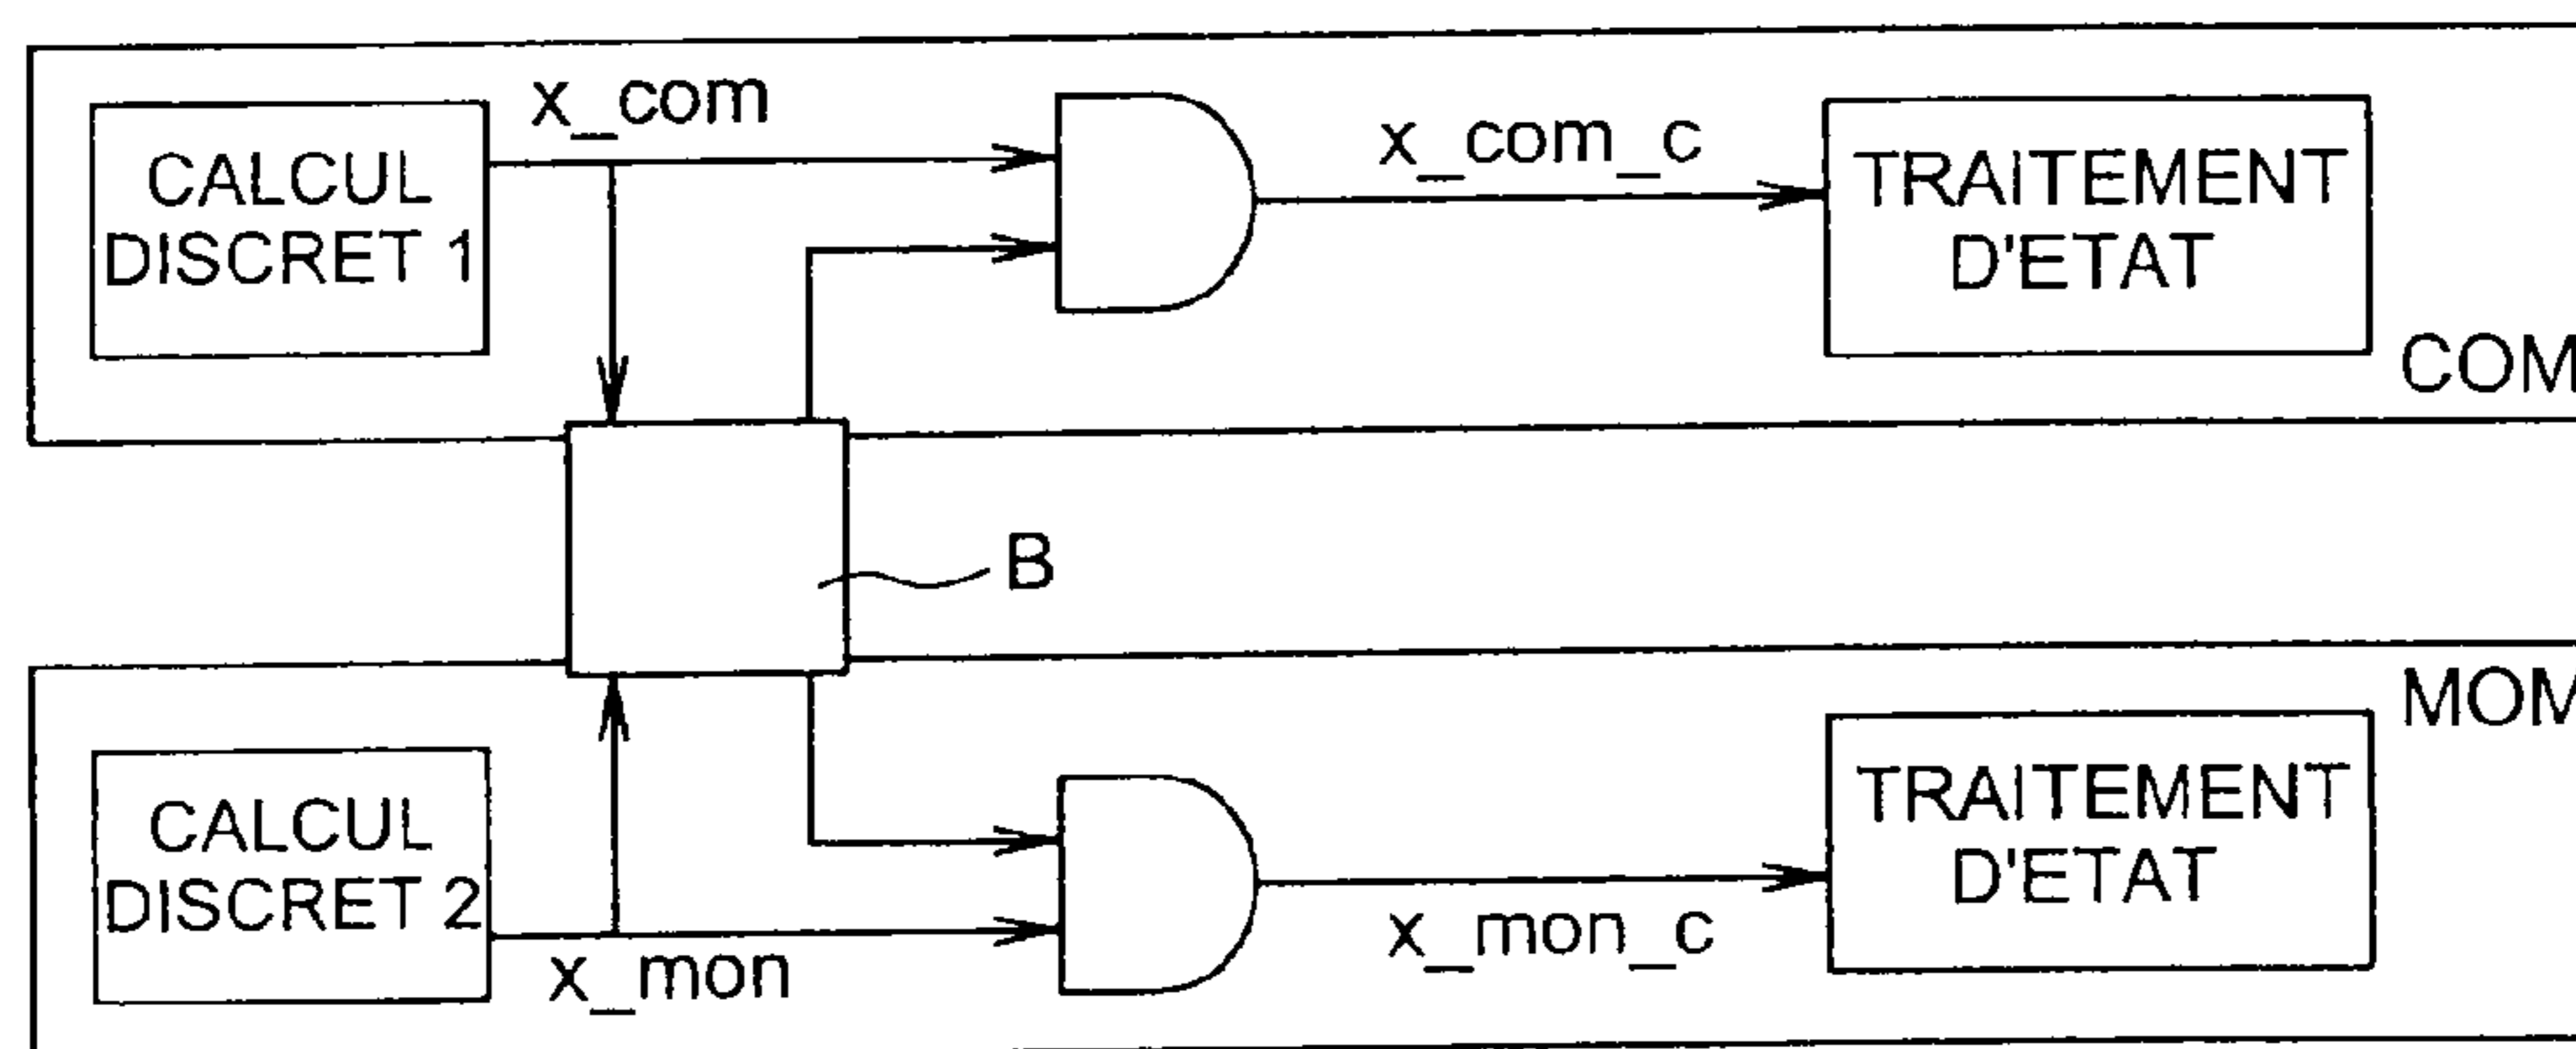 x_com
CALCUL
DISCRET 1
x_com_c
TRAITEMENT
D'ETAT
COM
B
MOM
CALCUL
DISCRET 2
x_mon
x_mon_c
TRAITEMENT
D'ETAT